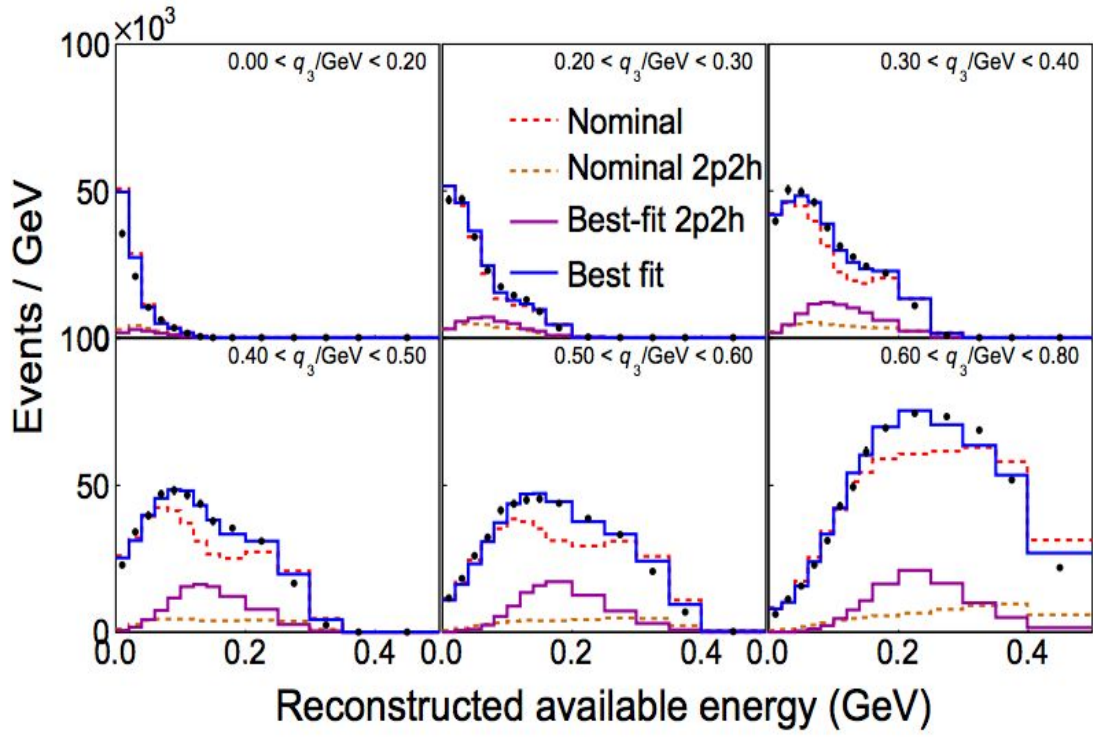 ×10³
100
0.00 < q₃/GeV < 0.20
0.20 < q₃/GeV < 0.30
0.30 < q₃/GeV < 0.40
Nominal
Nominal 2p2h
Best-fit 2p2h
Best fit
50
Events / GeV
100
0.40 < q₃/GeV < 0.50
0.50 < q₃/GeV < 0.60
0.60 < q₃/GeV < 0.80
50
0
0.0 0.2 0.4 0.0 0.2 0.4 0.0 0.2 0.4
Reconstructed available energy (GeV)